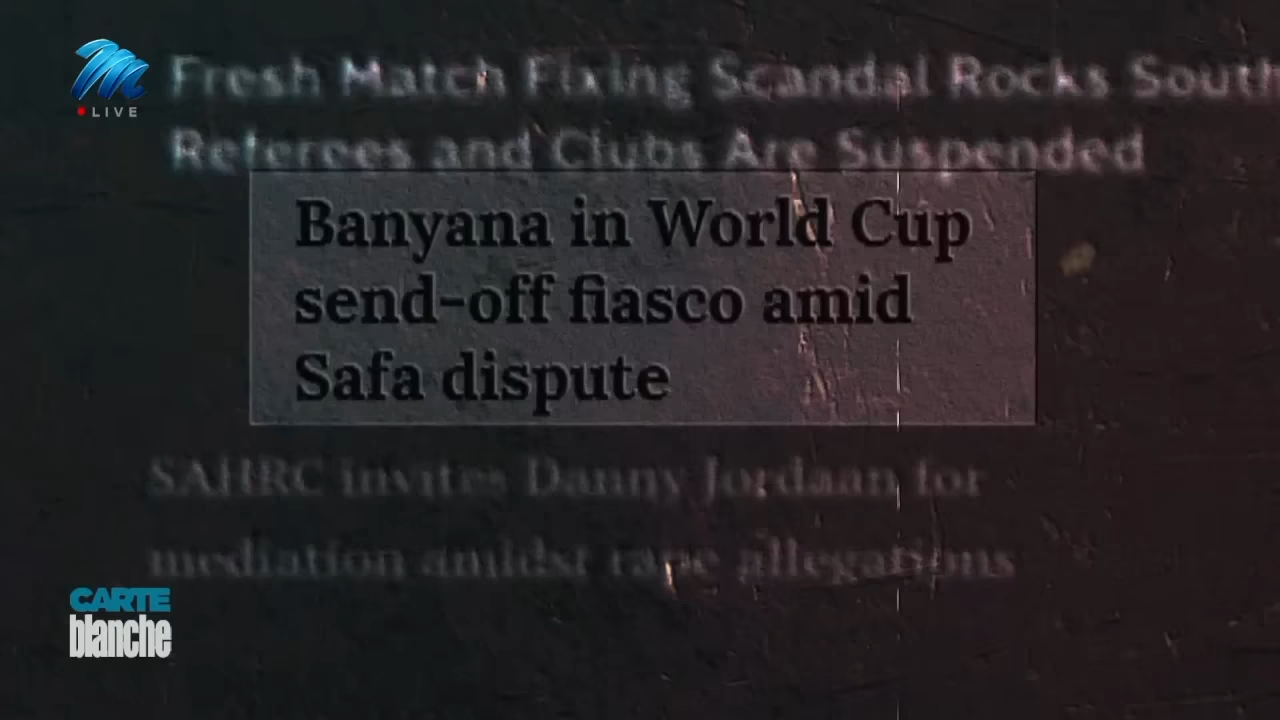 Fresh Match Fixing Scandal Rocks South
LIVE
Referees and Clubs Are Suspended
Banyana in World Cup
send-off fiasco amid
Safa dispute
SAHRC invites Danny Jordaan for
mediation amidst rape allegations
CARTE
blanche